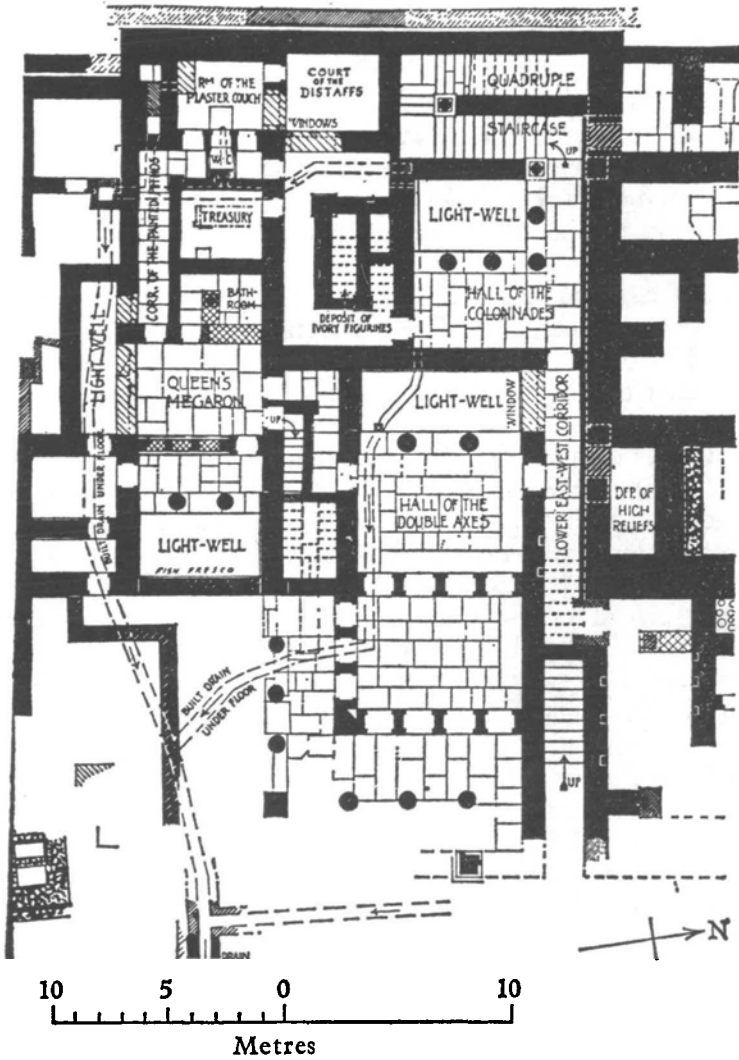 RM OF THE
PLASTER COUCH
COURT
OF THE
DISTAFFS
QUADRUPLE
WINDOWS
STAIRCASE
UP
W C
CORR. OF THE PAINTED PITHOS
TREASURY
LIGHT-WELL
BATH-
ROOM
HALL OF THE
COLONNADES
DEPOSIT OF
IVORY FIGURINES
LIGHT WELL
QUEEN'S
MEGARON
LIGHT-WELL
WINDOW
UP
LOWER EAST-WEST CORRIDOR
BUILT DRAIN UNDER FLOOR
HALL OF THE
DOUBLE AXES
DEP. OF
HIGH
RELIEFS
LIGHT-WELL
FISH FRESCO
BUILT DRAIN
UNDER FLOOR
UP
N
DRAIN
10 5 0 10
Metres